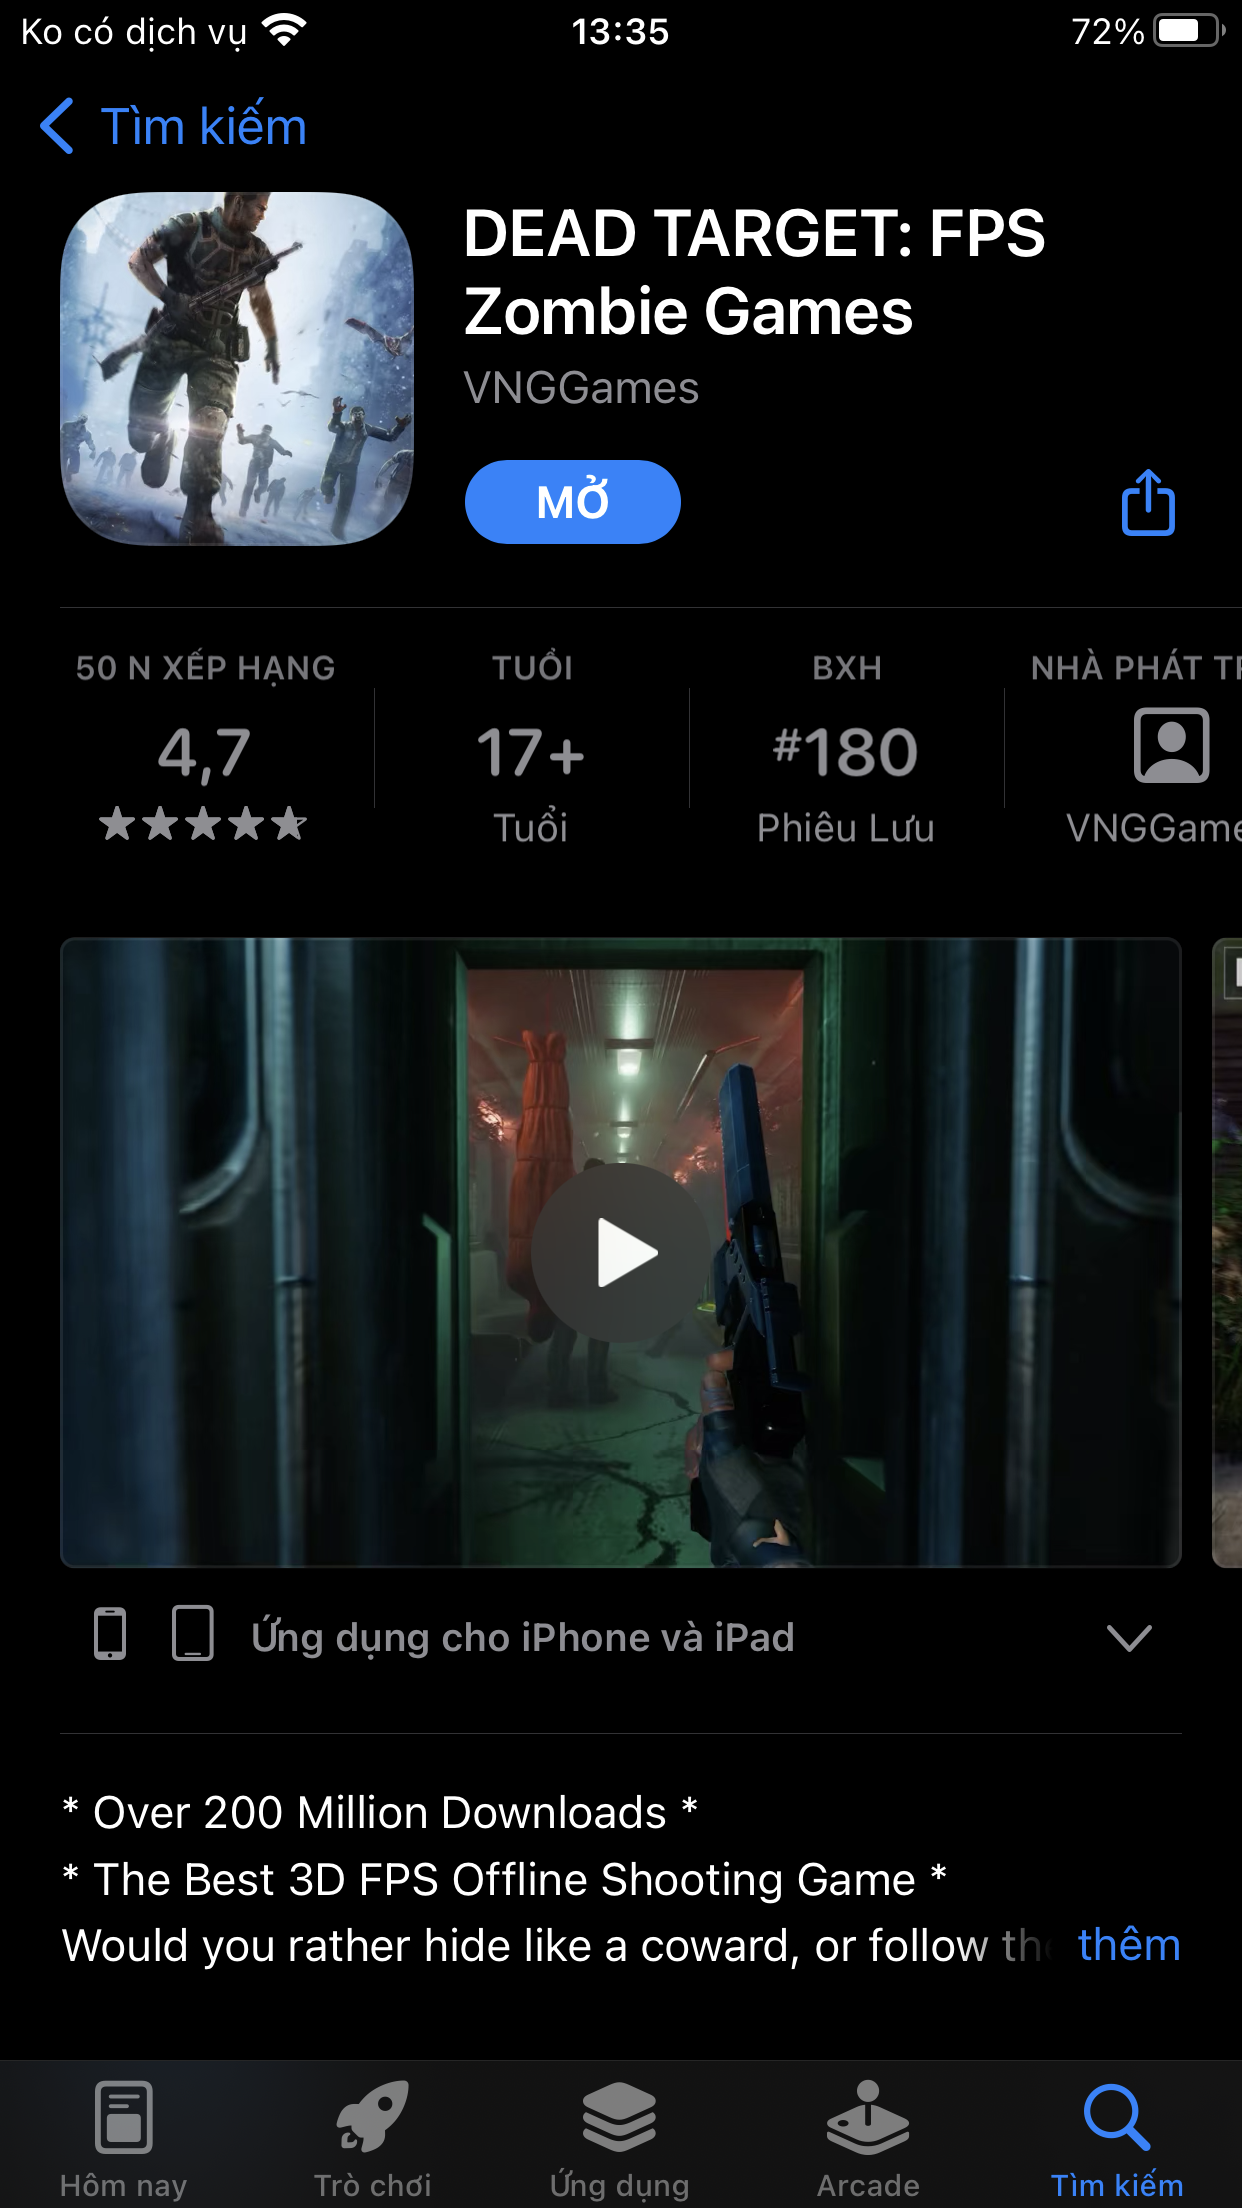 Ko có dịch vụ 13:35 72%
Tìm kiếm
DEAD TARGET: FPS
Zombie Games
VNGGames
MỞ
50 N XẾP HẠNG TUỔI BXH NHÀ PHÁT TR
4,7 17+ #180
Tuổi Phiêu Lưu VNGGame
Ứng dụng cho iPhone và iPad
* Over 200 Million Downloads *
* The Best 3D FPS Offline Shooting Game *
Would you rather hide like a coward, or follow the thêm
Hôm nay Trò chơi Ứng dụng Arcade Tìm kiếm